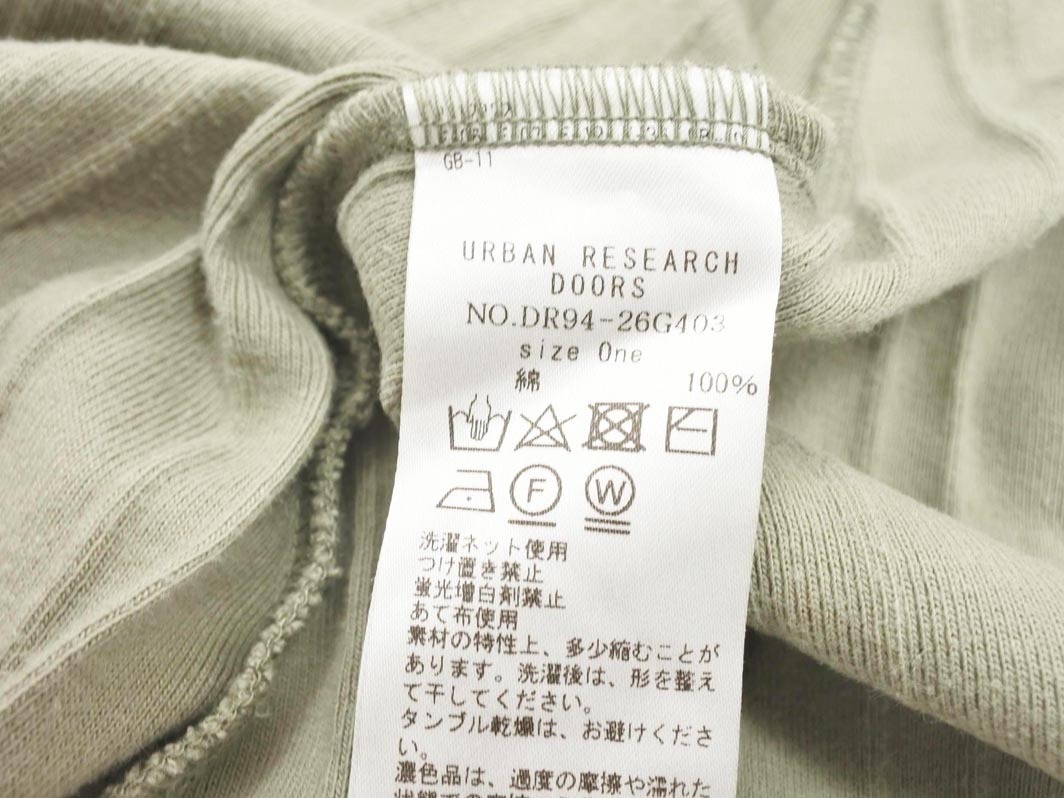 GB-11
URBAN RESEARCH
DOORS
NO.DR94-26G403
size One
綿 100%
F W
洗濯ネット使用
つけ置き禁止
蛍光増白剤禁止
あて布使用
素材の特性上、多少縮むことが
あります。洗濯後は、形を整え
て干してください。
タンブル乾燥は、お避けくださ
い。
濃色品は、過度の摩擦や濡れた